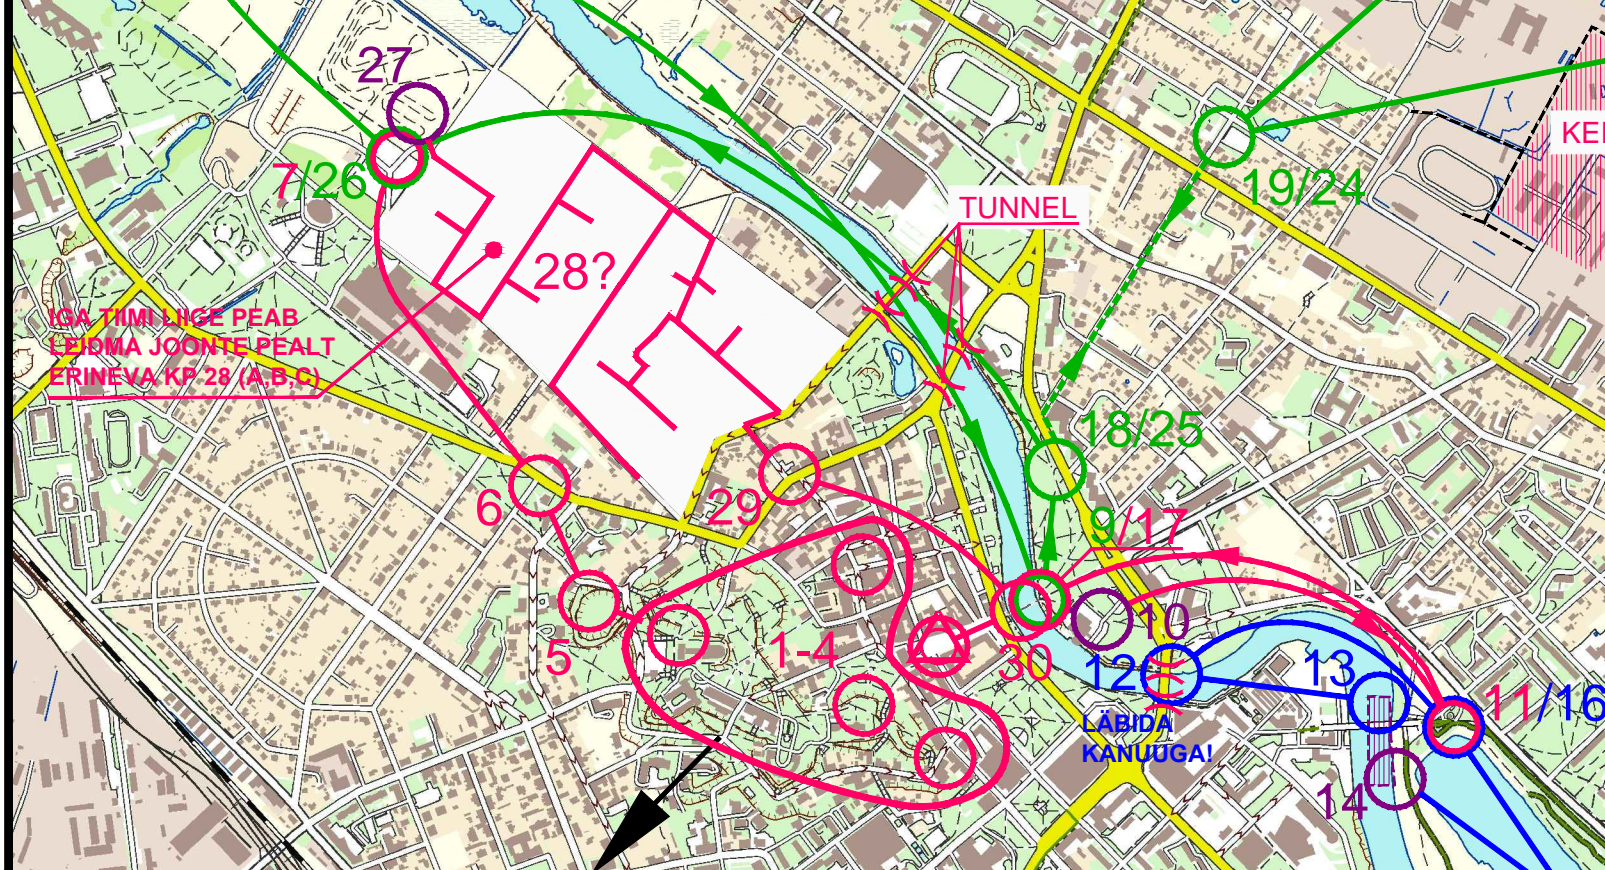 27
7/26
19/24
KE
TUNNEL
28?
IGA TIIMI LIIGE PEAB
LEIDMA JOONTE PEALT
ERINEVA KP 28 (A,B,C)
18/25
6
29
9/17
5
1-4
30
10
12
13
11/16
LÄBIDA
KANUUGA!
14